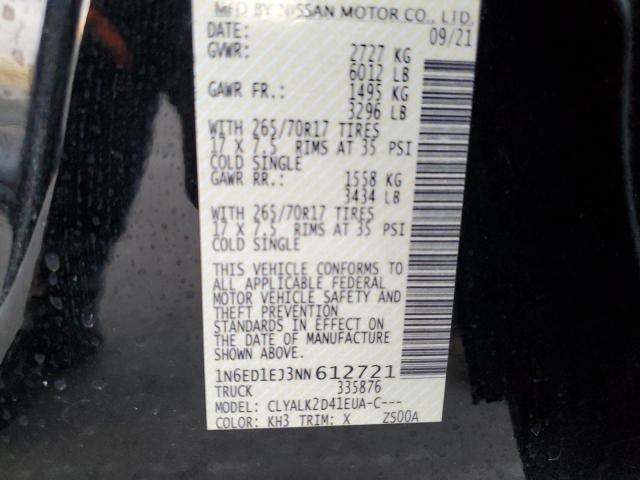 MFD BY NISSAN MOTOR CO., LTD.
DATE: 09/21
GVWR: 2727 KG
6012 LB
GAWR FR.: 1495 KG
3296 LB
WITH 265/70R17 TIRES
17 X 7.5 RIMS AT 35 PSI
COLD SINGLE
GAWR RR.: 1558 KG
3434 LB
WITH 265/70R17 TIRES
17 X 7.5 RIMS AT 35 PSI
COLD SINGLE
THIS VEHICLE CONFORMS TO
ALL APPLICABLE FEDERAL
MOTOR VEHICLE SAFETY AND
THEFT PREVENTION
STANDARDS IN EFFECT ON
THE DATE OF MANUFACTURE
SHOWN ABOVE.
1N6ED1EJ3NN612721
TRUCK 335876
MODEL: CLYALK2D41EUA-C---
COLOR: KH3 TRIM: X ZS00A